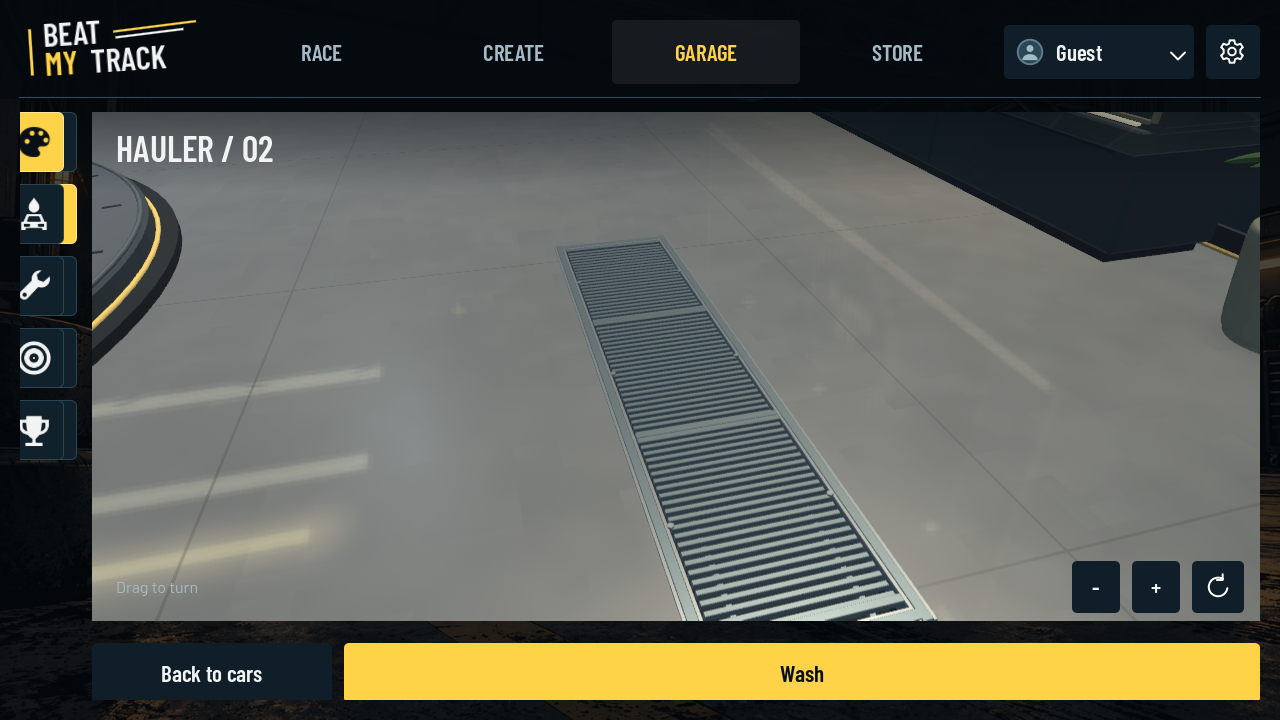 BEAT
MY TRACK
RACE
CREATE
GARAGE
STORE
Guest
HAULER / 02
Drag to turn
-
+
Back to cars
Wash